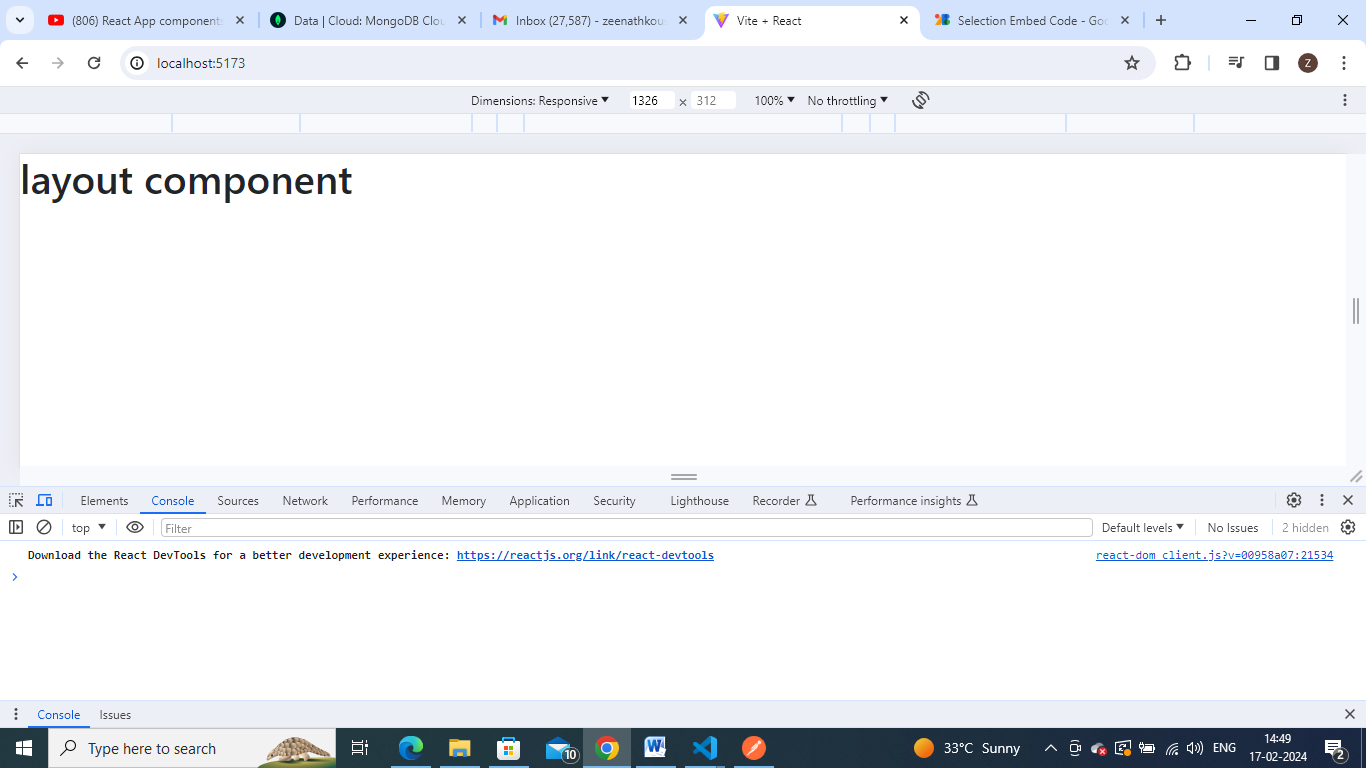 (806) React App component
Data | Cloud: MongoDB Clou
Inbox (27,587) - zeenathkous
Vite + React
Selection Embed Code - Goo
localhost:5173
Z
Dimensions: Responsive 1326 × 312 100% No throttling
layout component
Elements Console Sources Network Performance Memory Application Security Lighthouse Recorder Performance insights
top Filter Default levels No Issues 2 hidden
Download the React DevTools for a better development experience: https://reactjs.org/link/react-devtools react-dom client.js?v=00958a07:21534
Console Issues
Type here to search 10 33°C Sunny ENG 14:49
17-02-2024 2